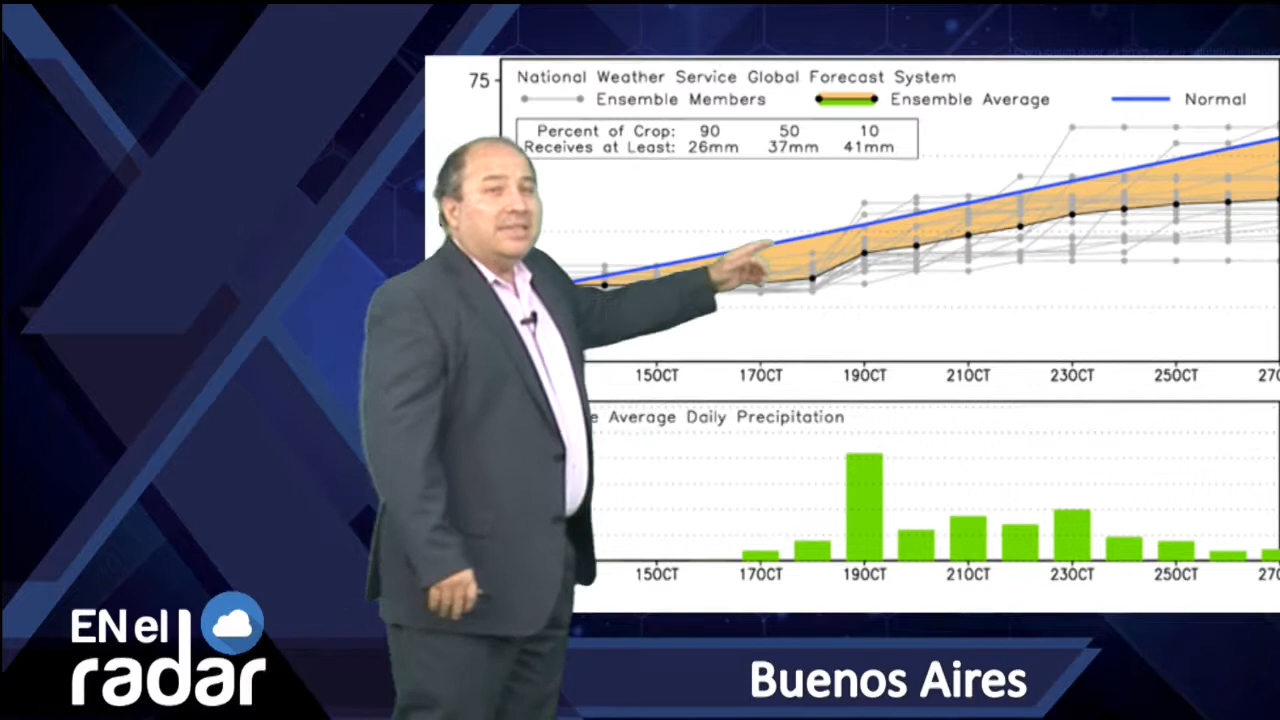 75
National Weather Service Global Forecast System
Ensemble Members Ensemble Average Normal
Percent of Crop: 90 50 10
Receives at Least: 26mm 37mm 41mm
15OCT 17OCT 19OCT 21OCT 23OCT 25OCT
Average Daily Precipitation
15OCT 17OCT 19OCT 21OCT 23OCT 25OCT
EN el
radar
Buenos Aires